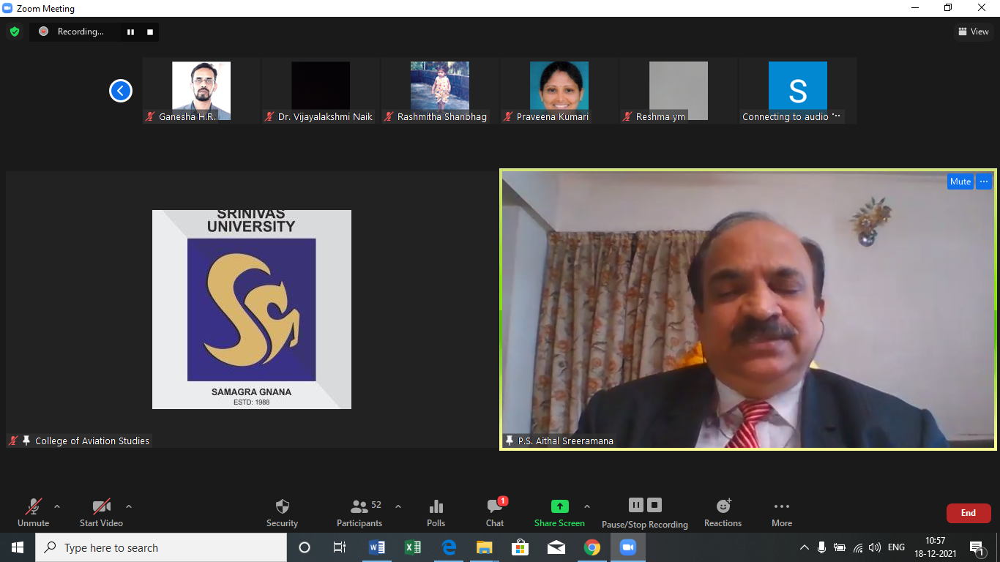 Zoom Meeting
Recording...
View
Ganesha H.R.
Dr. Vijayalakshmi Naik
Rashmitha Shanbhag
Praveena Kumari
Reshma ym
S
Connecting to audio ...
Mute
...
SRINIVAS
UNIVERSITY
SAMAGRA GNANA
ESTD: 1988
College of Aviation Studies
P.S. Aithal Sreeramana
Unmute
Start Video
Security
52
Participants
Polls
1
Chat
Share Screen
Pause/Stop Recording
Reactions
More
End
Type here to search
ENG
10:57
18-12-2021
1